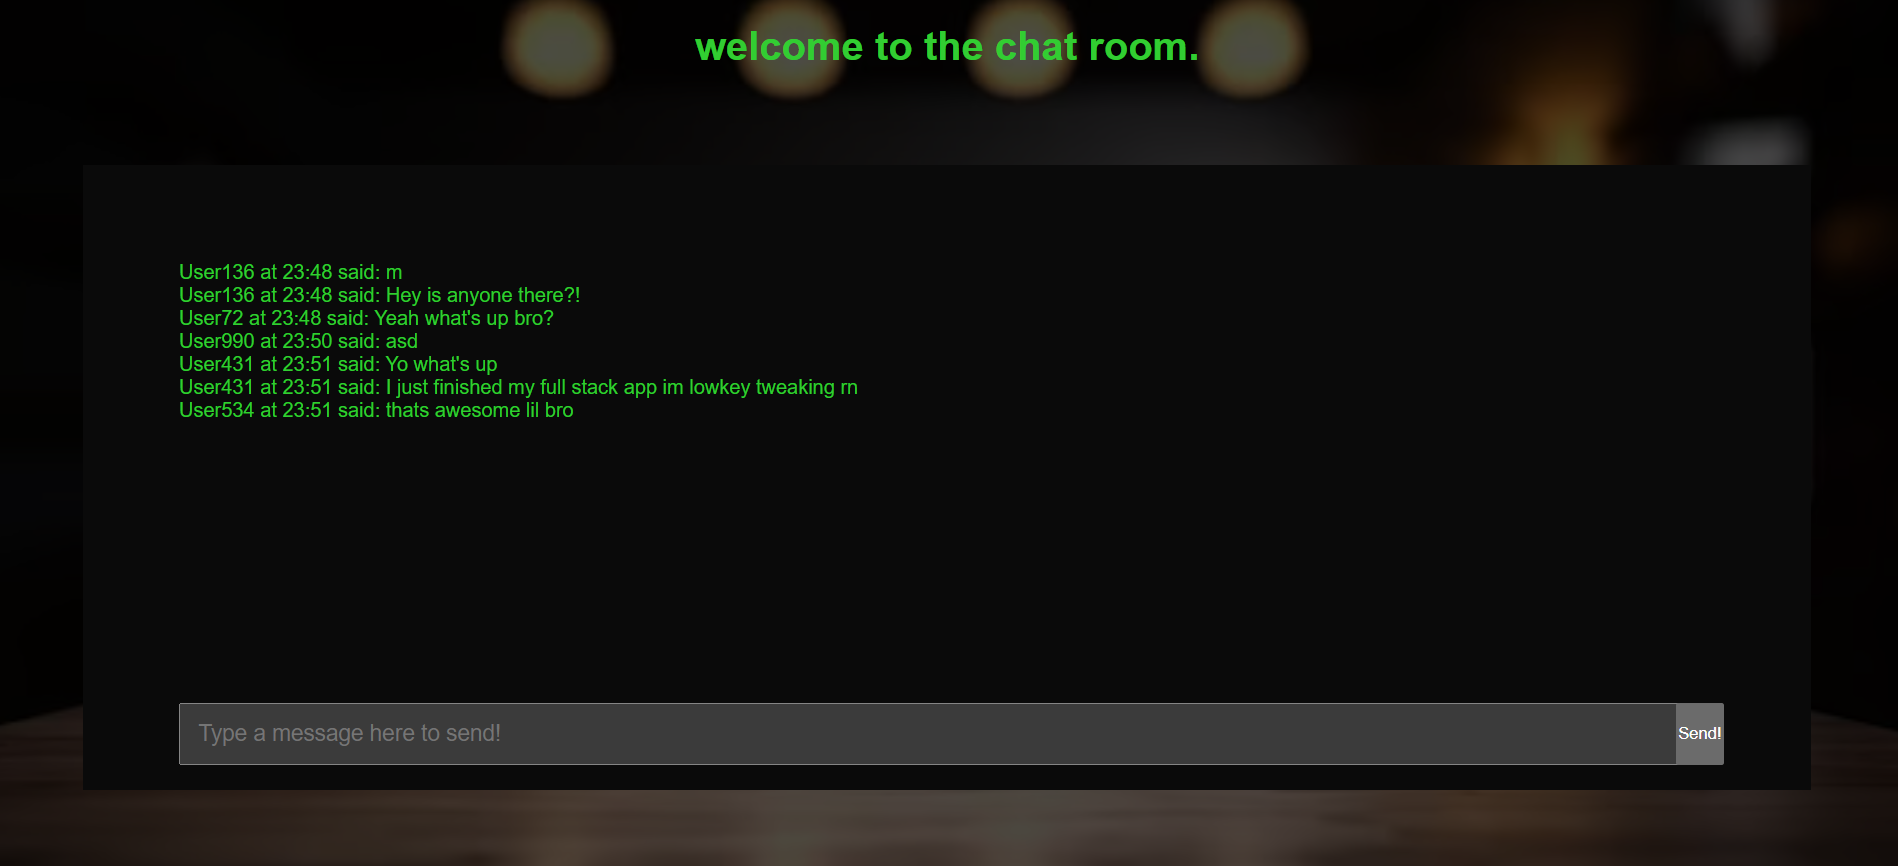 welcome to the chat room.
User136 at 23:48 said: m
User136 at 23:48 said: Hey is anyone there?!
User72 at 23:48 said: Yeah what's up bro?
User990 at 23:50 said: asd
User431 at 23:51 said: Yo what's up
User431 at 23:51 said: I just finished my full stack app im lowkey tweaking rn
User534 at 23:51 said: thats awesome lil bro
Type a message here to send!
Send!